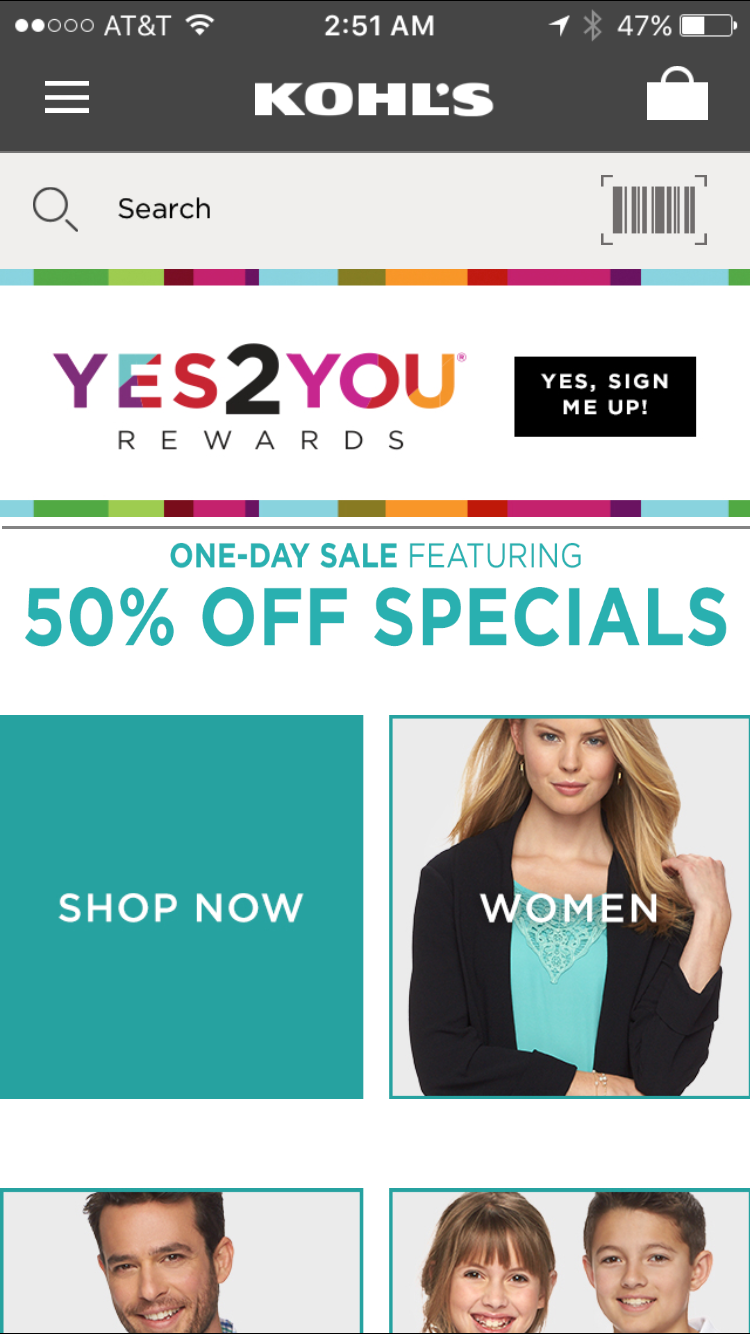 AT&T 2:51 AM 47%
KOHL'S
Search
YES2YOU®
REWARDS
YES, SIGN
ME UP!
ONE-DAY SALE FEATURING
50% OFF SPECIALS
SHOP NOW
WOMEN